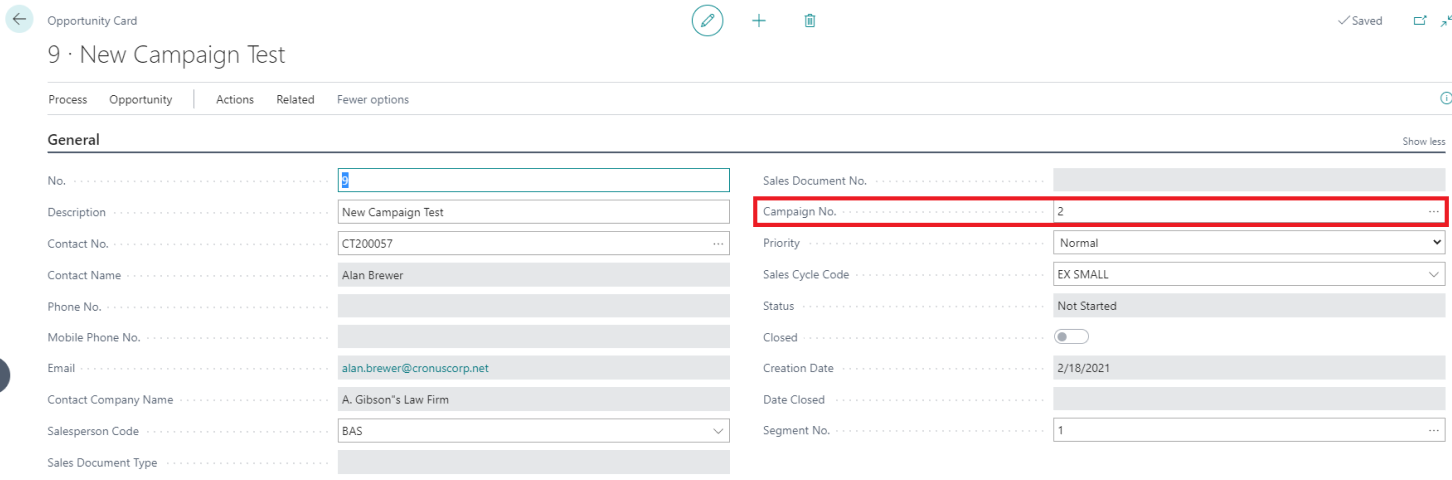 Opportunity Card
Saved
9 · New Campaign Test
Process Opportunity Actions Related Fewer options
General
Show less
No. 9
Description New Campaign Test
Contact No. CT200057
Contact Name Alan Brewer
Phone No.
Mobile Phone No.
Email alan.brewer@cronuscorp.net
Contact Company Name A. Gibson"s Law Firm
Salesperson Code BAS
Sales Document Type
Sales Document No.
Campaign No. 2
Priority Normal
Sales Cycle Code EX SMALL
Status Not Started
Closed
Creation Date 2/18/2021
Date Closed
Segment No. 1